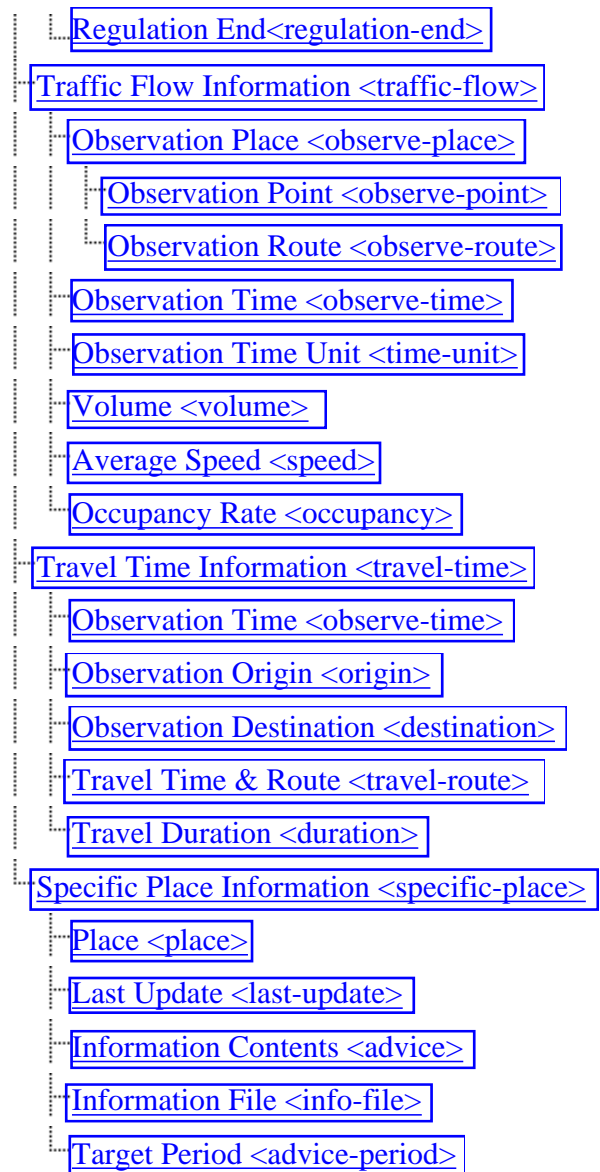 Regulation End<regulation-end>
Traffic Flow Information <traffic-flow>
Observation Place <observe-place>
Observation Point <observe-point>
Observation Route <observe-route>
Observation Time <observe-time>
Observation Time Unit <time-unit>
Volume <volume>
Average Speed <speed>
Occupancy Rate <occupancy>
Travel Time Information <travel-time>
Observation Time <observe-time>
Observation Origin <origin>
Observation Destination <destination>
Travel Time & Route <travel-route>
Travel Duration <duration>
Specific Place Information <specific-place>
Place <place>
Last Update <last-update>
Information Contents <advice>
Information File <info-file>
Target Period <advice-period>